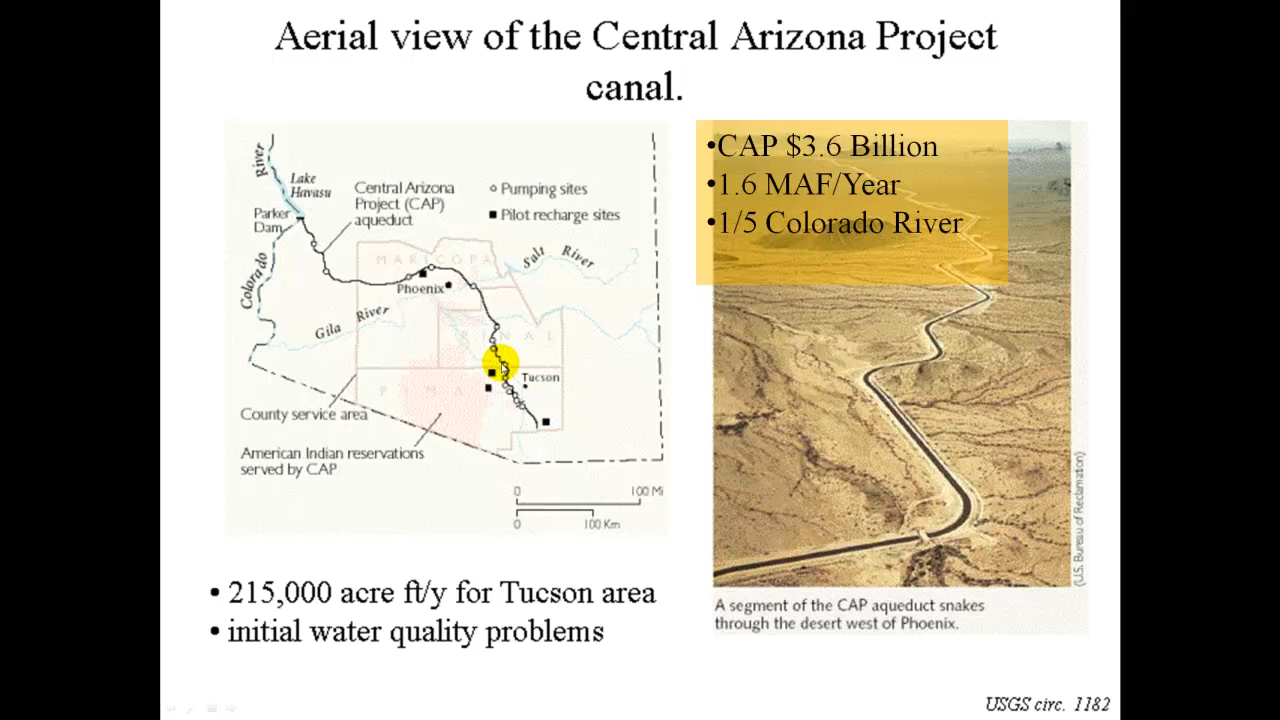 Aerial view of the Central Arizona Project
canal.
River
Lake
Havasu
Parker
Dam
Colorado
Central Arizona
Project (CAP)
aqueduct
Pumping sites
Pilot recharge sites
MARICOPA
Salt River
Phoenix
Gila River
PINAL
PIMA
Tucson
County service area
American Indian reservations
served by CAP
0 100 Mi
0 100 Km
•CAP $3.6 Billion
•1.6 MAF/Year
•1/5 Colorado River
(U.S. Bureau of Reclamation)
A segment of the CAP aqueduct snakes
through the desert west of Phoenix.
• 215,000 acre ft/y for Tucson area
• initial water quality problems
USGS circ. 1182